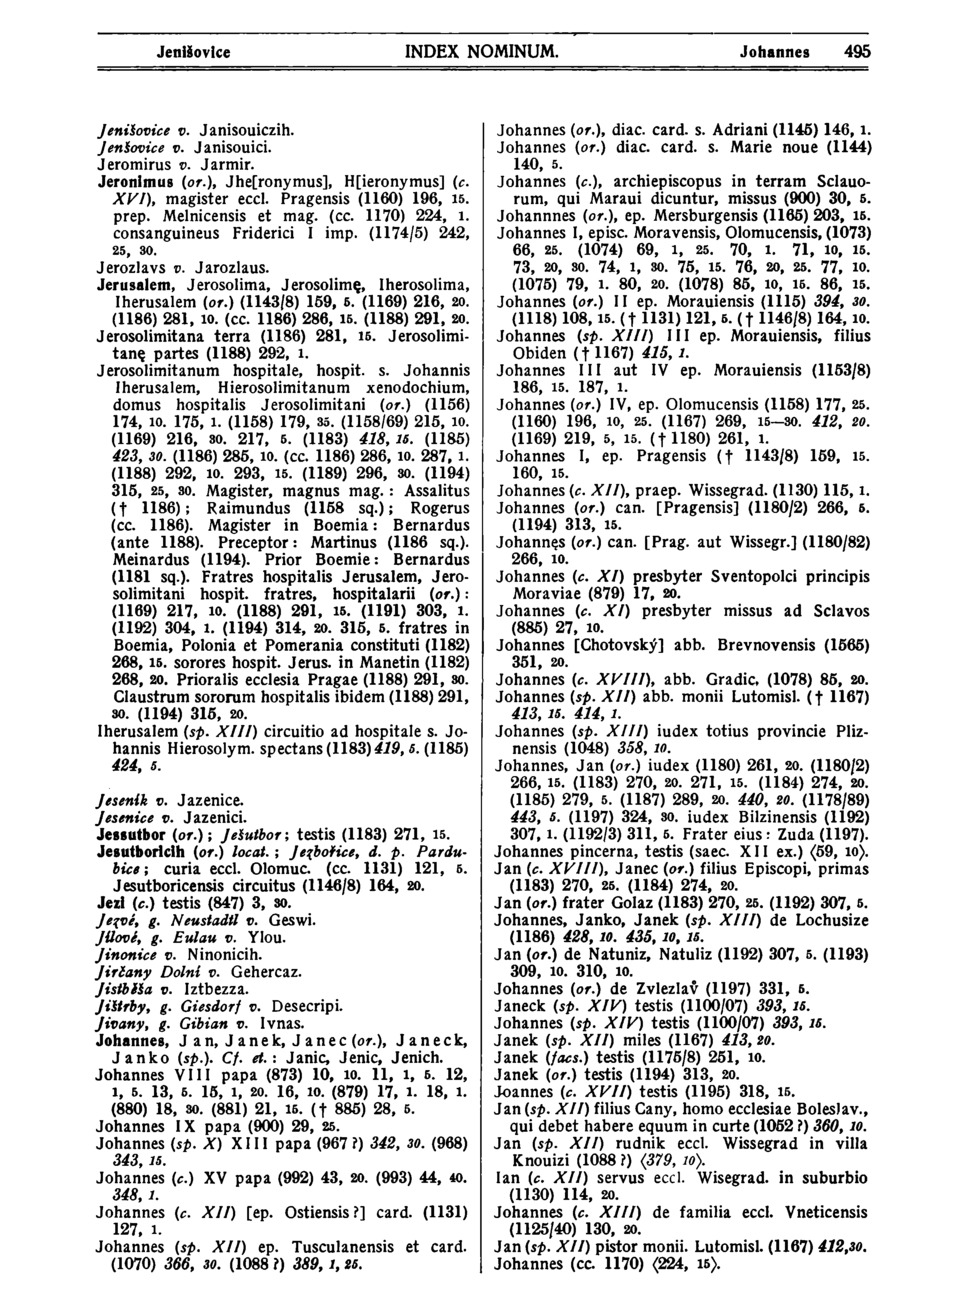 Jenišovice INDEX NOMINUM. Johannes 495
Jenišovice v. Janisouiczih.
Jenšovice v. Janisouici.
Jeromirus v. Jarmir.
Jeronimus (or.), Jhe[ronymus], H[ieronymus] (c.
XVI), magister eccl. Pragensis (1160) 196, 15.
prep. Melnicensis et mag. (cc. 1170) 224, 1.
consanguineus Friderici I imp. (1174/5) 242,
25, 30.
Jerozlavs v. Jarozlaus.
Jerusalem, Jerosolima, Jerosolimę, Iherosolima,
Iherusalem (or.) (1143/8) 159, 5. (1169) 216, 20.
(1186) 281, 10. (cc. 1186) 286, 15. (1188) 291, 20.
Jerosolimitana terra (1186) 281, 15. Jerosolimi-
tanę partes (1188) 292, 1.
Jerosolimitanum hospitale, hospit. s. Johannis
Iherusalem, Hierosolimitanum xenodochium,
domus hospitalis Jerosolimitani (or.) (1156)
174, 10. 175, 1. (1158) 179, 35. (1158/69) 215, 10.
(1169) 216, 30. 217, 5. (1183) 418, 15. (1185)
423, 30. (1186) 285, 10. (cc. 1186) 286, 10. 287, 1.
(1188) 292, 10. 293, 15. (1189) 296, 30. (1194)
315, 25, 30. Magister, magnus mag. : Assalitus
(† 1186); Raimundus (1158 sq.); Rogerus
(cc. 1186). Magister in Boemia: Bernardus
(ante 1188). Preceptor: Martinus (1186 sq.).
Meinardus (1194). Prior Boemie: Bernardus
(1181 sq.). Fratres hospitalis Jerusalem, Jero-
solimitani hospit. fratres, hospitalarii (or.):
(1169) 217, 10. (1188) 291, 15. (1191) 303, 1.
(1192) 304, 1. (1194) 314, 20. 315, 5. fratres in
Boemia, Polonia et Pomerania constituti (1182)
268, 15. sorores hospit. Jerus. in Manetin (1182)
268, 20. Prioralis ecclesia Pragae (1188) 291, 30.
Claustrum sororum hospitalis ibidem (1188) 291,
30. (1194) 315, 20.
Iherusalem (sp. XIII) circuitio ad hospitale s. Jo-
hannis Hierosolym. spectans (1183) 419, 5. (1185)
424, 5.
Jeseník v. Jazenice.
Jesenice v. Jazenici.
Jessutbor (or.); Ješutbor; testis (1183) 271, 15.
Jesutboricih (or.) locat. ; Jezbořice, d. p. Pardu-
bice; curia eccl. Olomuc. (cc. 1131) 121, 5.
Jesutboricensis circuitus (1146/8) 164, 20.
Jezl (c.) testis (847) 3, 30.
Jezvé, g. Neustadtl v. Geswi.
Jílové, g. Eulau v. Ylou.
Jinonice v. Ninonicih.
Jirčany Dolní v. Gehercaz.
Jistběša v. Iztbezza.
Jištrby, g. Giesdorf v. Desecripi.
Jívany, g. Gibian v. Ivnas.
Johannes, Jan, Janek, Janec (or.), Janeck,
Janko (sp.). Cf. et. : Janic, Jenic, Jenich.
Johannes VIII papa (873) 10, 10. 11, 1, 5. 12,
1, 5. 13, 5. 15, 1, 20. 16, 10. (879) 17, 1. 18, 1.
(880) 18, 30. (881) 21, 15. († 885) 28, 5.
Johannes IX papa (900) 29, 25.
Johannes (sp. X) XIII papa (967 ?) 342, 30. (968)
343, 15.
Johannes (c.) XV papa (992) 43, 20. (993) 44, 40.
348, 1.
Johannes (c. XII) [ep. Ostiensis ?] card. (1131)
127, 1.
Johannes (sp. XII) ep. Tusculanensis et card.
(1070) 366, 30. (1088 ?) 389, 1, 25.
Johannes (or.), diac. card. s. Adriani (1145) 146, 1.
Johannes (or.) diac. card. s. Marie noue (1144)
140, 5.
Johannes (c.), archiepiscopus in terram Sclauo-
rum, qui Maraui dicuntur, missus (900) 30, 5.
Johannnes (or.), ep. Mersburgensis (1165) 203, 15.
Johannes I, episc. Moravensis, Olomucensis, (1073)
66, 25. (1074) 69, 1, 25. 70, 1. 71, 10, 15.
73, 20, 30. 74, 1, 30. 75, 15. 76, 20, 25. 77, 10.
(1075) 79, 1. 80, 20. (1078) 85, 10, 15. 86, 15.
Johannes (or.) II ep. Morauiensis (1115) 394, 30.
(1118) 108, 15. († 1131) 121, 5. († 1146/8) 164, 10.
Johannes (sp. XIII) III ep. Morauiensis, filius
Obiden († 1167) 415, 1.
Johannes III aut IV ep. Morauiensis (1153/8)
186, 15. 187, 1.
Johannes (or.) IV, ep. Olomucensis (1158) 177, 25.
(1160) 196, 10, 25. (1167) 269, 15—30. 412, 20.
(1169) 219, 5, 15. († 1180) 261, 1.
Johannes I, ep. Pragensis († 1143/8) 159, 15.
160, 15.
Johannes (c. XII), praep. Wissegrad. (1130) 115, 1.
Johannes (or.) can. [Pragensis] (1180/2) 266, 5.
(1194) 313, 15.
Johannęs (or.) can. [Prag. aut Wissegr.] (1180/82)
266, 10.
Johannes (c. XI) presbyter Sventopolci principis
Moraviae (879) 17, 20.
Johannes (c. XI) presbyter missus ad Sclavos
(885) 27, 10.
Johannes [Chotovský] abb. Brevnovensis (1565)
351, 20.
Johannes (c. XVIII), abb. Gradic. (1078) 85, 20.
Johannes (sp. XII) abb. monii Lutomisl. († 1167)
413, 15. 414, 1.
Johannes (sp. XIII) iudex totius provincie Pliz-
nensis (1048) 358, 10.
Johannes, Jan (or.) iudex (1180) 261, 20. (1180/2)
266, 15. (1183) 270, 20. 271, 15. (1184) 274, 20.
(1185) 279, 5. (1187) 289, 20. 440, 20. (1178/89)
443, 5. (1197) 324, 30. iudex Bilzinensis (1192)
307, 1. (1192/3) 311, 5. Frater eius: Zuda (1197).
Johannes pincerna, testis (saec. XII ex.) ⟨59, 10⟩.
Jan (c. XVIII), Janec (or.) filius Episcopi, primas
(1183) 270, 25. (1184) 274, 20.
Jan (or.) frater Golaz (1183) 270, 25. (1192) 307, 5.
Johannes, Janko, Janek (sp. XIII) de Lochusize
(1186) 428, 10. 435, 10, 15.
Jan (or.) de Natuniz, Natuliz (1192) 307, 5. (1193)
309, 10. 310, 10.
Johannes (or.) de Zvlezlav̊ (1197) 331, 5.
Janeck (sp. XIV) testis (1100/07) 393, 15.
Johannes (sp. XIV) testis (1100/07) 393, 15.
Janek (sp. XII) miles (1167) 413, 20.
Janek (facs.) testis (1175/8) 251, 10.
Janek (or.) testis (1194) 313, 20.
Joannes (c. XVII) testis (1195) 318, 15.
Jan (sp. XII) filius Cany, homo ecclesiae Boleslav.,
qui debet habere equum in curte (1052 ?) 360, 10.
Jan (sp. XII) rudnik eccl. Wissegrad in villa
Knouizi (1088 ?) ⟨379, 10⟩.
Ian (c. XII) servus eccl. Wisegrad. in suburbio
(1130) 114, 20.
Johannes (c. XIII) de familia eccl. Vneticensis
(1125/40) 130, 20.
Jan (sp. XII) pistor monii. Lutomisl. (1167) 412,30.
Johannes (cc. 1170) ⟨224, 15⟩.